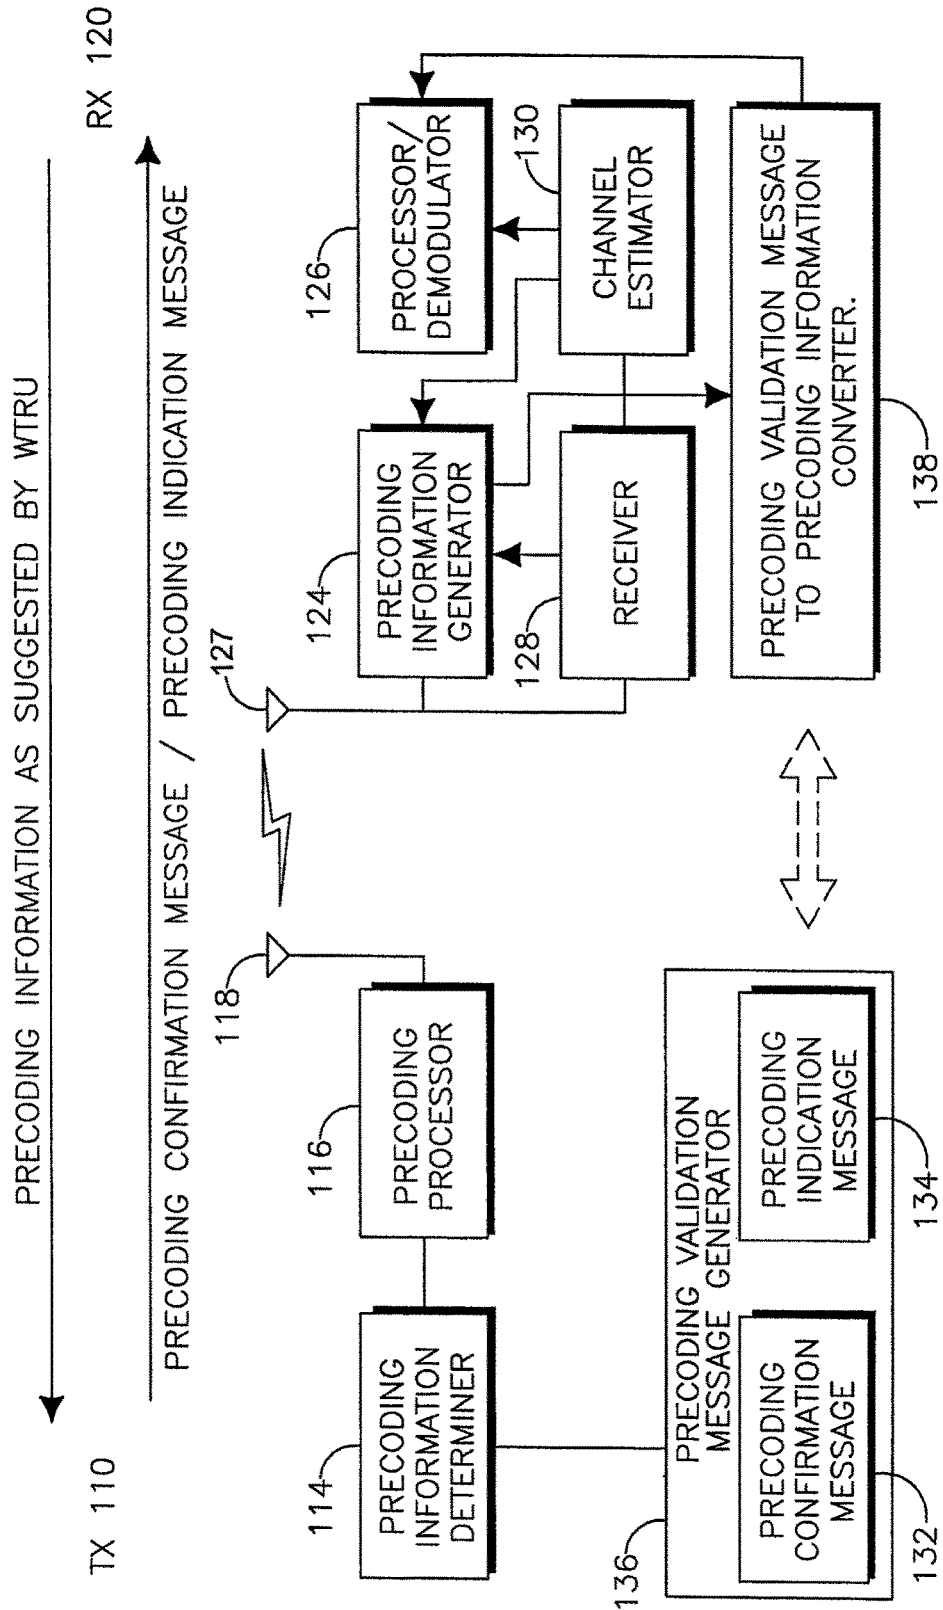 PRECODING INFORMATION AS SUGGESTED BY WTRU
TX 110
RX 120
PRECODING CONFIRMATION MESSAGE / PRECODING INDICATION MESSAGE
118
127
114
PRECODING
INFORMATION
DETERMINER
116
PRECODING
PROCESSOR
124
PRECODING
INFORMATION
GENERATOR
126
PROCESSOR/
DEMODULATOR
128
RECEIVER
130
CHANNEL
ESTIMATOR
136
PRECODING VALIDATION
MESSAGE GENERATOR
PRECODING
CONFIRMATION
MESSAGE
132
PRECODING
INDICATION
MESSAGE
134
PRECODING VALIDATION MESSAGE
TO PRECODING INFORMATION
CONVERTER.
138